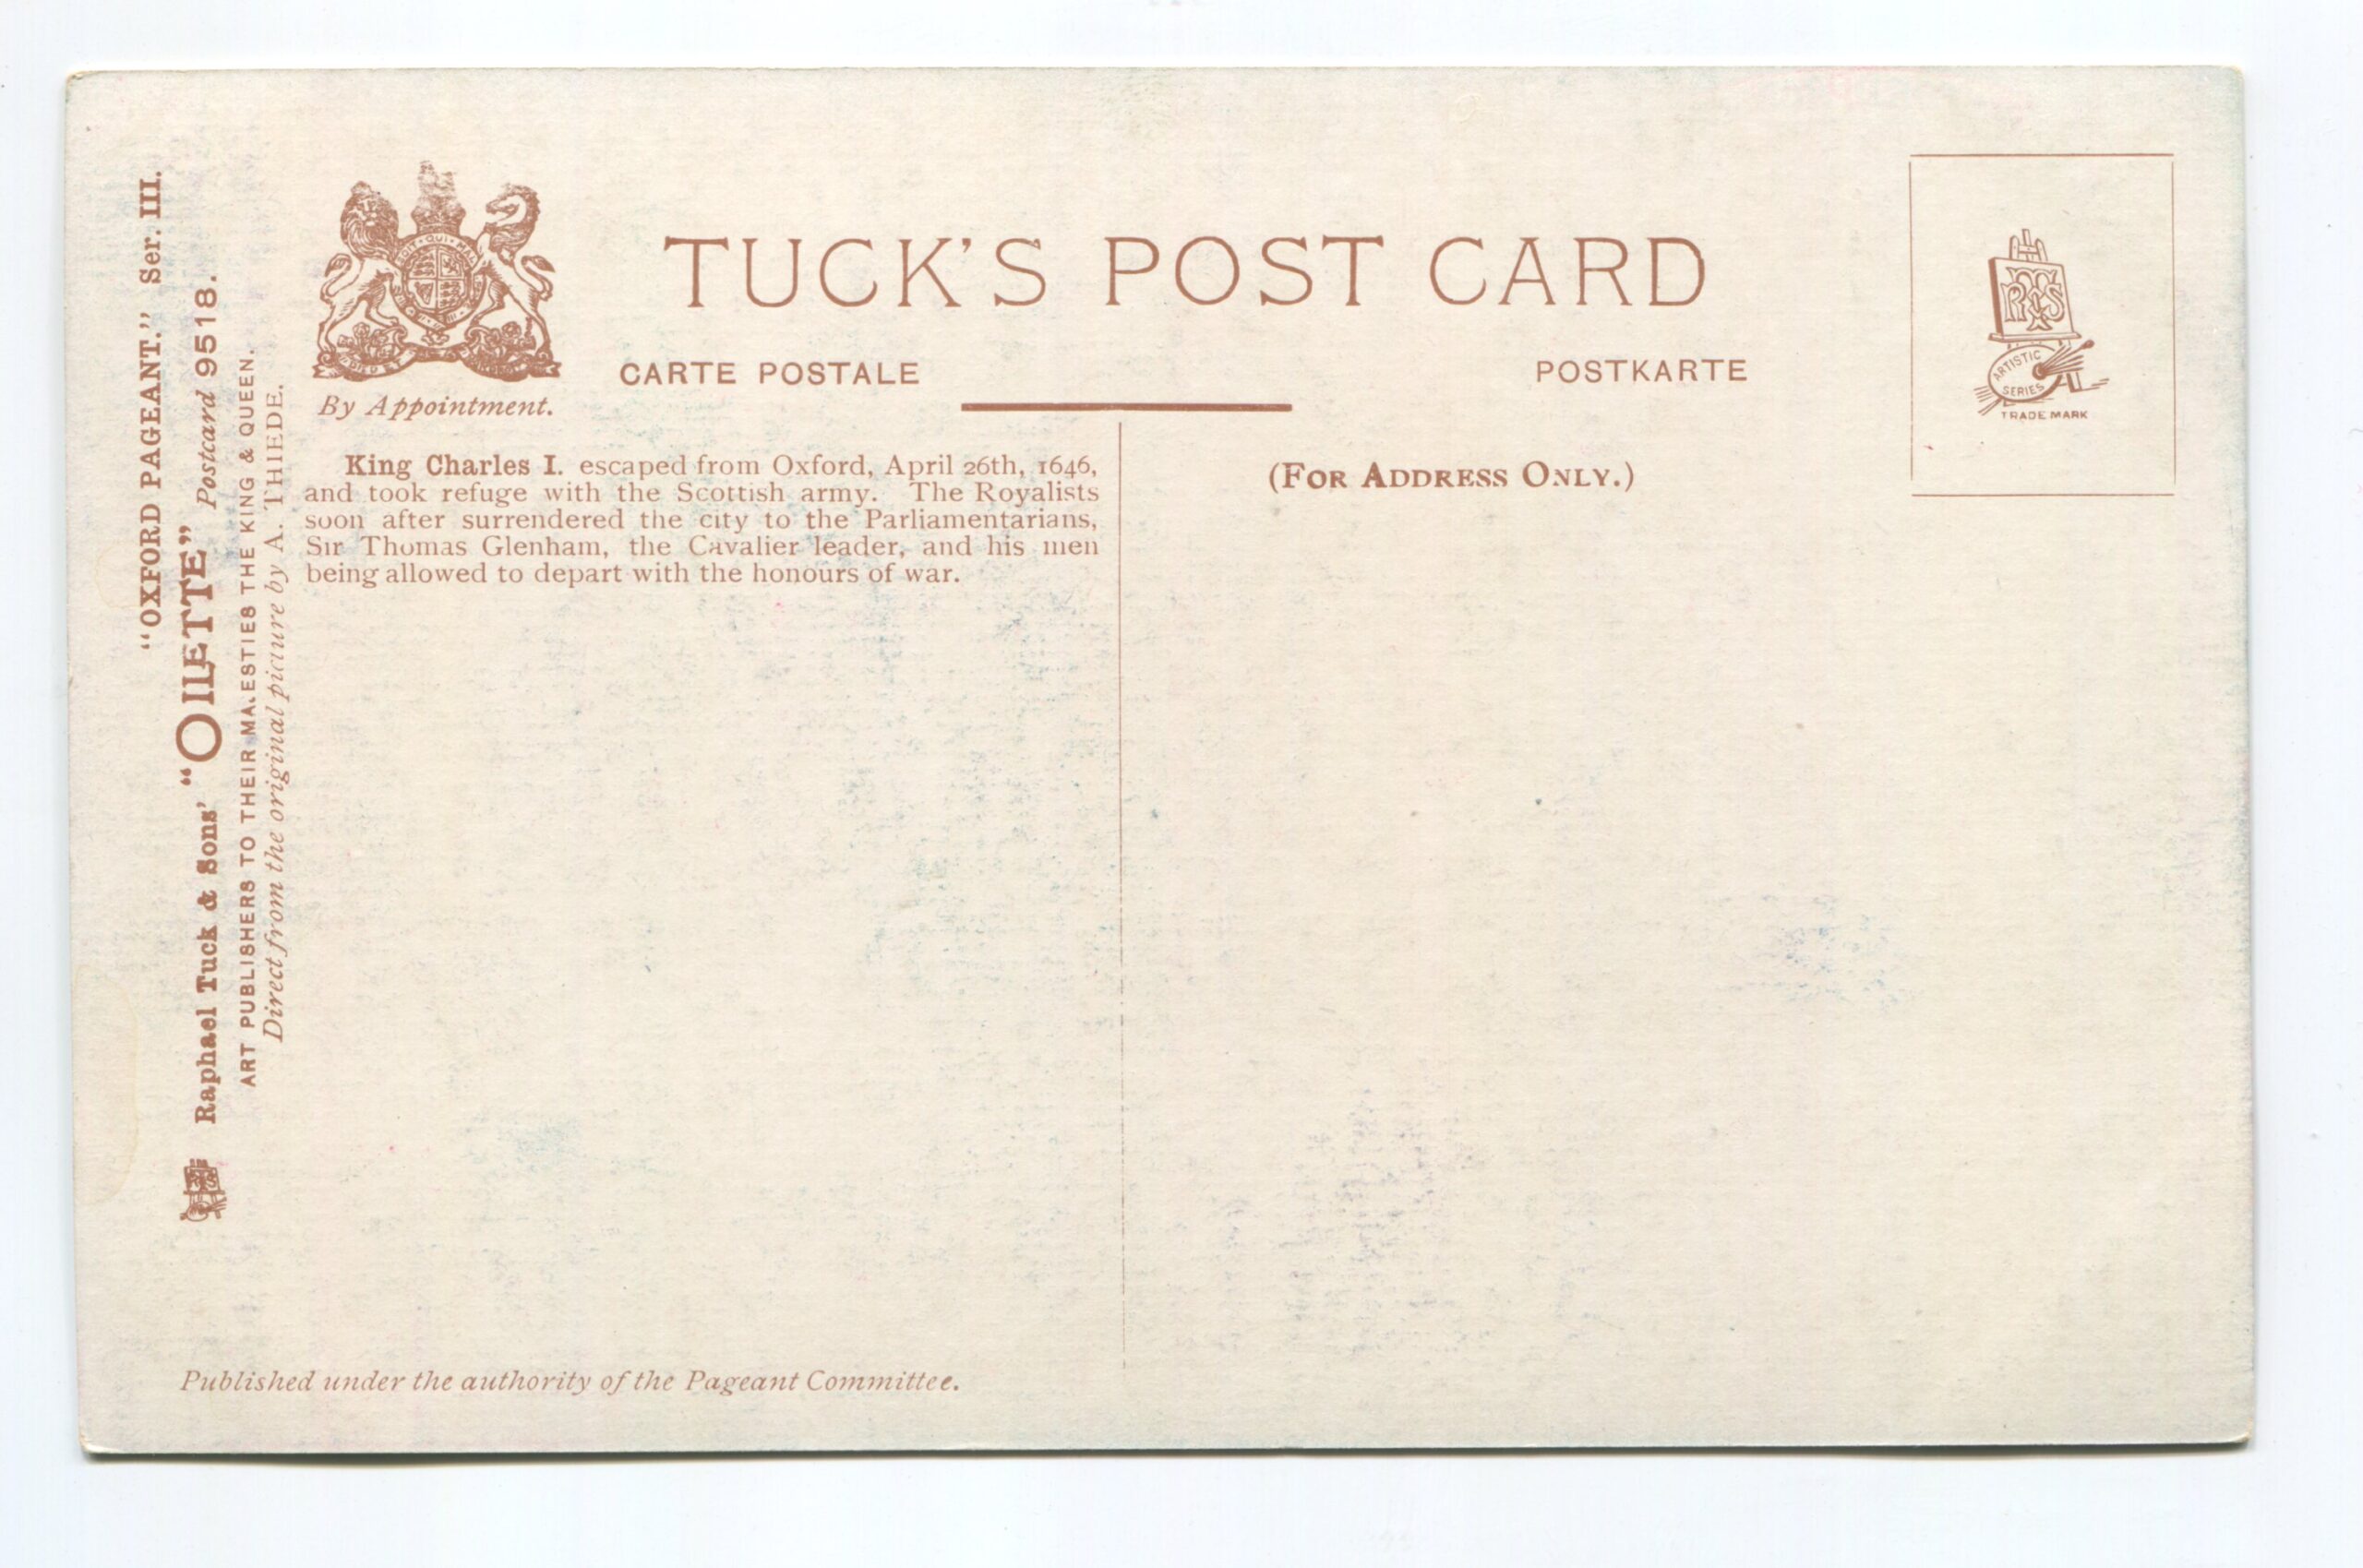 "OXFORD PAGEANT." Ser. III.
Raphael Tuck & Sons' "OILETTE" Postcard 9518.
ART PUBLISHERS TO THEIR MAJESTIES THE KING & QUEEN.
Direct from the original picture by A. THIEDE.
By Appointment.
TUCK'S POST CARD
CARTE POSTALE
POSTKARTE
ARTISTIC
SERIES
TRADE MARK
King Charles I. escaped from Oxford, April 26th, 1646,
and took refuge with the Scottish army. The Royalists
soon after surrendered the city to the Parliamentarians,
Sir Thomas Glenham, the Cavalier leader, and his men
being allowed to depart with the honours of war.
(FOR ADDRESS ONLY.)
Published under the authority of the Pageant Committee.